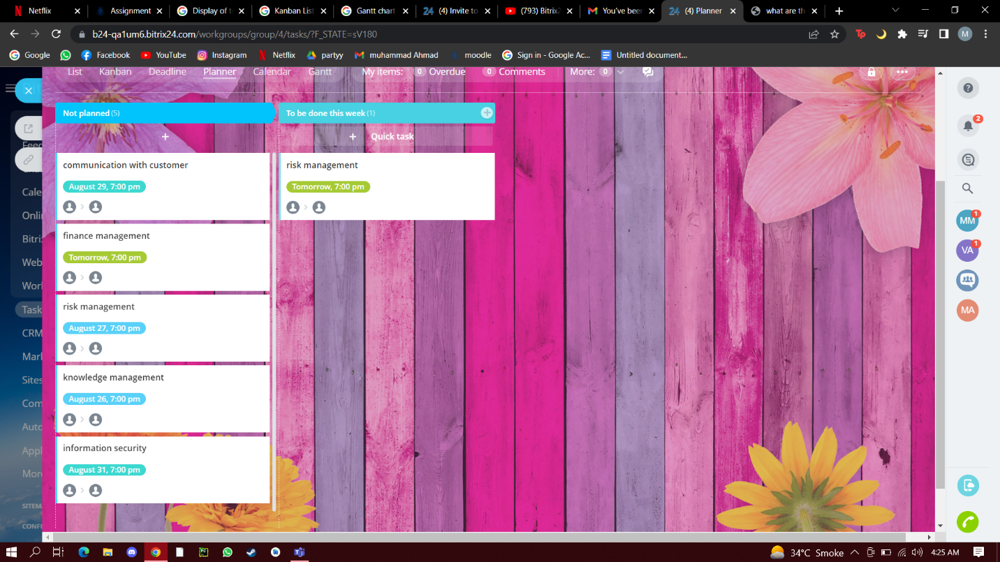 Netflix
Assignment
Display of t
Kanban List
Gantt chart
24 (4) Invite to
(793) Bitrix2
You've been
24 (4) Planner
what are th
b24-qa1um6.bitrix24.com/workgroups/group/4/tasks/?F_STATE=sV180
M
Google
Facebook
YouTube
Instagram
Netflix
partyy
muhammad Ahmad
moodle
Sign in - Google Ac...
Untitled document...
List Kanban Deadline Planner Calendar Gantt My items: 0 Overdue 0 Comments More: 0
Not planned (5)
To be done this week (1)
+
+ Quick task
communication with customer
August 29, 7:00 pm
finance management
Tomorrow, 7:00 pm
risk management
August 27, 7:00 pm
knowledge management
August 26, 7:00 pm
information security
August 31, 7:00 pm
risk management
Tomorrow, 7:00 pm
Feed
Cale
Onlin
Bitri
Web
Work
Task
CRM
Mark
Sites
Com
Auto
Appl
More
SITEM
CONFI
2
MM 1
VA 1
MA
34°C Smoke
4:25 AM